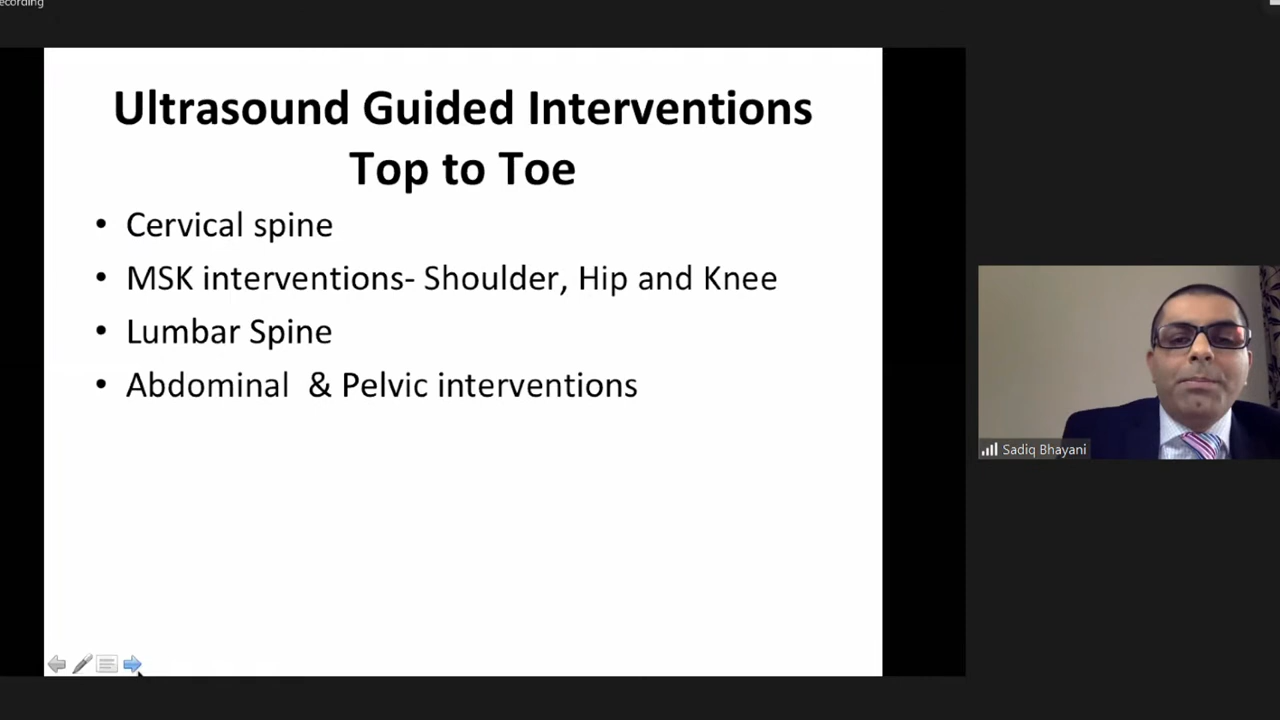 ecording
Ultrasound Guided Interventions
Top to Toe
• Cervical spine
• MSK interventions- Shoulder, Hip and Knee
• Lumbar Spine
• Abdominal  & Pelvic interventions
Sadiq Bhayani